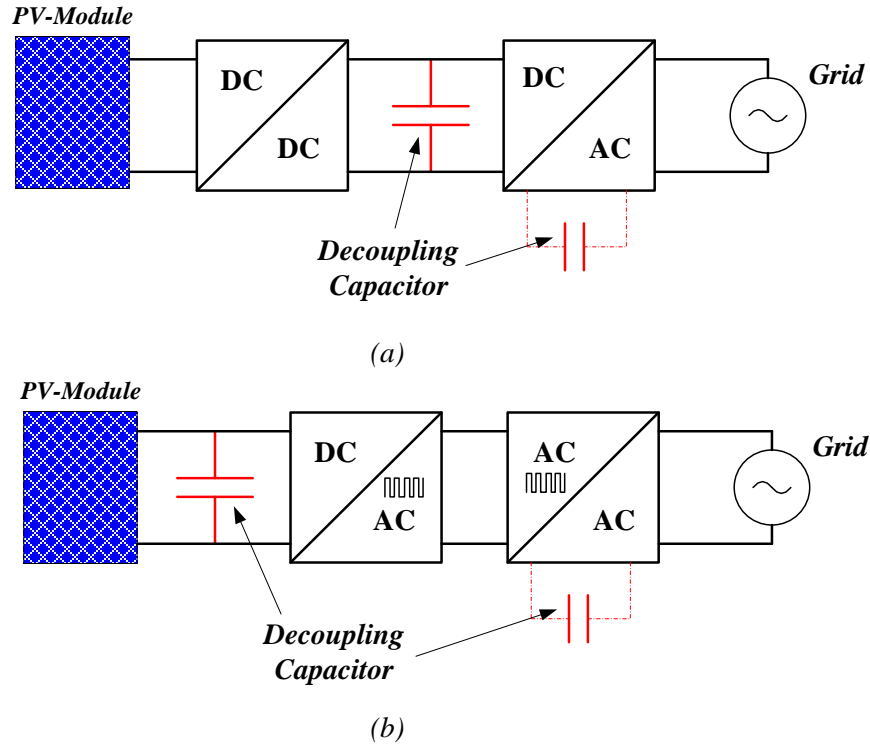 PV-Module
DC
DC
DC
AC
Grid
Decoupling
Capacitor
(a)
PV-Module
DC
AC
AC
AC
Grid
Decoupling
Capacitor
(b)